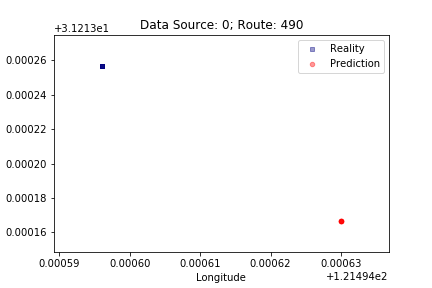 +3.1213e1
Data Source: 0; Route: 490
Reality
Prediction
0.00026
0.00024
0.00022
0.00020
0.00018
0.00016
0.00059
0.00060
0.00061
0.00062
0.00063
Longitude
+1.21494e2